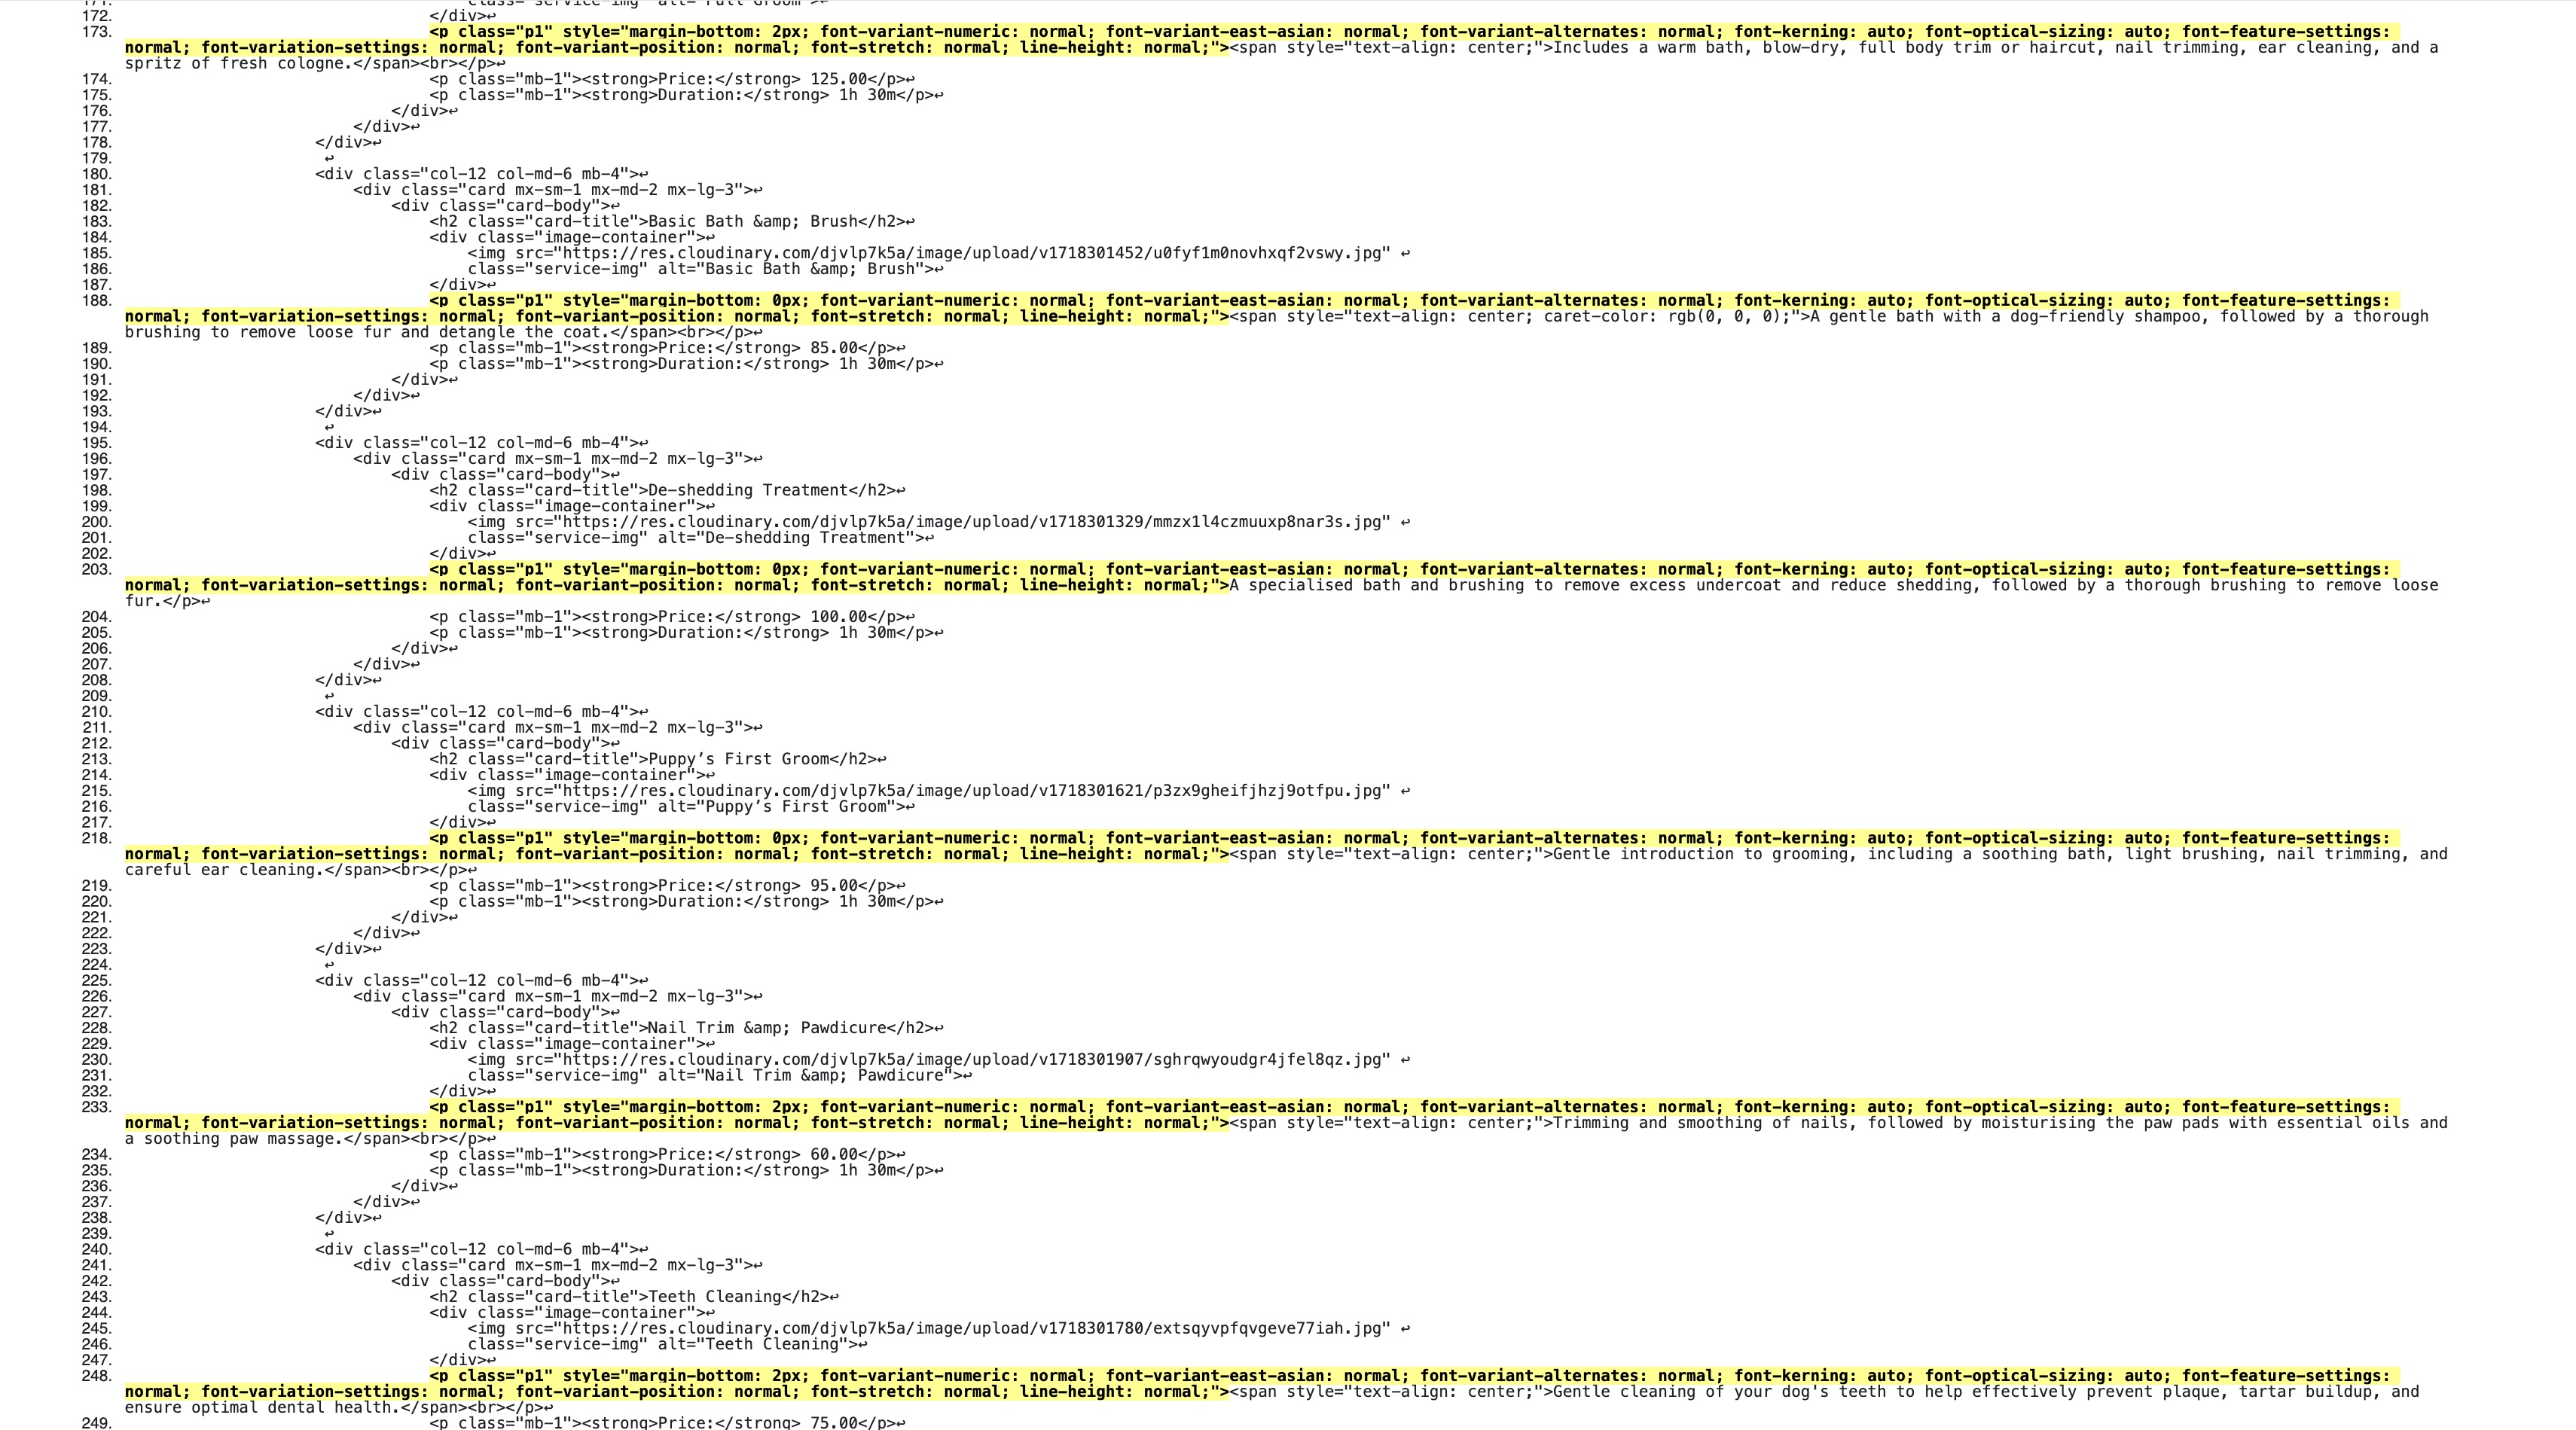 172. </div>↩
173. <p class="p1" style="margin-bottom: 2px; font-variant-numeric: normal; font-variant-east-asian: normal; font-variant-alternates: normal; font-kerning: auto; font-optical-sizing: auto; font-feature-settings:
normal; font-variation-settings: normal; font-variant-position: normal; font-stretch: normal; line-height: normal;"><span style="text-align: center;">Includes a warm bath, blow-dry, full body trim or haircut, nail trimming, ear cleaning, and a
spritz of fresh cologne.</span><br></p>↩
174. <p class="mb-1"><strong>Price:</strong> 125.00</p>↩
175. <p class="mb-1"><strong>Duration:</strong> 1h 30m</p>↩
176. </div>↩
177. </div>↩
178. </div>↩
179. ↩
180. <div class="col-12 col-md-6 mb-4">↩
181. <div class="card mx-sm-1 mx-md-2 mx-lg-3">↩
182. <div class="card-body">↩
183. <h2 class="card-title">Basic Bath &amp; Brush</h2>↩
184. <div class="image-container">↩
185. <img src="https://res.cloudinary.com/djvlp7k5a/image/upload/v1718301452/u0fyf1m0novhxqf2vswy.jpg" ↩
186. class="service-img" alt="Basic Bath &amp; Brush">↩
187. </div>↩
188. <p class="p1" style="margin-bottom: 0px; font-variant-numeric: normal; font-variant-east-asian: normal; font-variant-alternates: normal; font-kerning: auto; font-optical-sizing: auto; font-feature-settings:
normal; font-variation-settings: normal; font-variant-position: normal; font-stretch: normal; line-height: normal;"><span style="text-align: center; caret-color: rgb(0, 0, 0);">A gentle bath with a dog-friendly shampoo, followed by a thorough
brushing to remove loose fur and detangle the coat.</span><br></p>↩
189. <p class="mb-1"><strong>Price:</strong> 85.00</p>↩
190. <p class="mb-1"><strong>Duration:</strong> 1h 30m</p>↩
191. </div>↩
192. </div>↩
193. </div>↩
194. ↩
195. <div class="col-12 col-md-6 mb-4">↩
196. <div class="card mx-sm-1 mx-md-2 mx-lg-3">↩
197. <div class="card-body">↩
198. <h2 class="card-title">De-shedding Treatment</h2>↩
199. <div class="image-container">↩
200. <img src="https://res.cloudinary.com/djvlp7k5a/image/upload/v1718301329/mmzx1l4czmuuxp8nar3s.jpg" ↩
201. class="service-img" alt="De-shedding Treatment">↩
202. </div>↩
203. <p class="p1" style="margin-bottom: 0px; font-variant-numeric: normal; font-variant-east-asian: normal; font-variant-alternates: normal; font-kerning: auto; font-optical-sizing: auto; font-feature-settings:
normal; font-variation-settings: normal; font-variant-position: normal; font-stretch: normal; line-height: normal;">A specialised bath and brushing to remove excess undercoat and reduce shedding, followed by a thorough brushing to remove loose
fur.</p>↩
204. <p class="mb-1"><strong>Price:</strong> 100.00</p>↩
205. <p class="mb-1"><strong>Duration:</strong> 1h 30m</p>↩
206. </div>↩
207. </div>↩
208. </div>↩
209. ↩
210. <div class="col-12 col-md-6 mb-4">↩
211. <div class="card mx-sm-1 mx-md-2 mx-lg-3">↩
212. <div class="card-body">↩
213. <h2 class="card-title">Puppy’s First Groom</h2>↩
214. <div class="image-container">↩
215. <img src="https://res.cloudinary.com/djvlp7k5a/image/upload/v1718301621/p3zx9gheifjhzj9otfpu.jpg" ↩
216. class="service-img" alt="Puppy’s First Groom">↩
217. </div>↩
218. <p class="p1" style="margin-bottom: 0px; font-variant-numeric: normal; font-variant-east-asian: normal; font-variant-alternates: normal; font-kerning: auto; font-optical-sizing: auto; font-feature-settings:
normal; font-variation-settings: normal; font-variant-position: normal; font-stretch: normal; line-height: normal;"><span style="text-align: center;">Gentle introduction to grooming, including a soothing bath, light brushing, nail trimming, and
careful ear cleaning.</span><br></p>↩
219. <p class="mb-1"><strong>Price:</strong> 95.00</p>↩
220. <p class="mb-1"><strong>Duration:</strong> 1h 30m</p>↩
221. </div>↩
222. </div>↩
223. </div>↩
224. ↩
225. <div class="col-12 col-md-6 mb-4">↩
226. <div class="card mx-sm-1 mx-md-2 mx-lg-3">↩
227. <div class="card-body">↩
228. <h2 class="card-title">Nail Trim &amp; Pawdicure</h2>↩
229. <div class="image-container">↩
230. <img src="https://res.cloudinary.com/djvlp7k5a/image/upload/v1718301907/sghrqwyoudgr4jfel8qz.jpg" ↩
231. class="service-img" alt="Nail Trim &amp; Pawdicure">↩
232. </div>↩
233. <p class="p1" style="margin-bottom: 2px; font-variant-numeric: normal; font-variant-east-asian: normal; font-variant-alternates: normal; font-kerning: auto; font-optical-sizing: auto; font-feature-settings:
normal; font-variation-settings: normal; font-variant-position: normal; font-stretch: normal; line-height: normal;"><span style="text-align: center;">Trimming and smoothing of nails, followed by moisturising the paw pads with essential oils and
a soothing paw massage.</span><br></p>↩
234. <p class="mb-1"><strong>Price:</strong> 60.00</p>↩
235. <p class="mb-1"><strong>Duration:</strong> 1h 30m</p>↩
236. </div>↩
237. </div>↩
238. </div>↩
239. ↩
240. <div class="col-12 col-md-6 mb-4">↩
241. <div class="card mx-sm-1 mx-md-2 mx-lg-3">↩
242. <div class="card-body">↩
243. <h2 class="card-title">Teeth Cleaning</h2>↩
244. <div class="image-container">↩
245. <img src="https://res.cloudinary.com/djvlp7k5a/image/upload/v1718301780/extsqyvpfqvgeve77iah.jpg" ↩
246. class="service-img" alt="Teeth Cleaning">↩
247. </div>↩
248. <p class="p1" style="margin-bottom: 2px; font-variant-numeric: normal; font-variant-east-asian: normal; font-variant-alternates: normal; font-kerning: auto; font-optical-sizing: auto; font-feature-settings:
normal; font-variation-settings: normal; font-variant-position: normal; font-stretch: normal; line-height: normal;"><span style="text-align: center;">Gentle cleaning of your dog's teeth to help effectively prevent plaque, tartar buildup, and
ensure optimal dental health.</span><br></p>↩
249. <p class="mb-1"><strong>Price:</strong> 75.00</p>↩